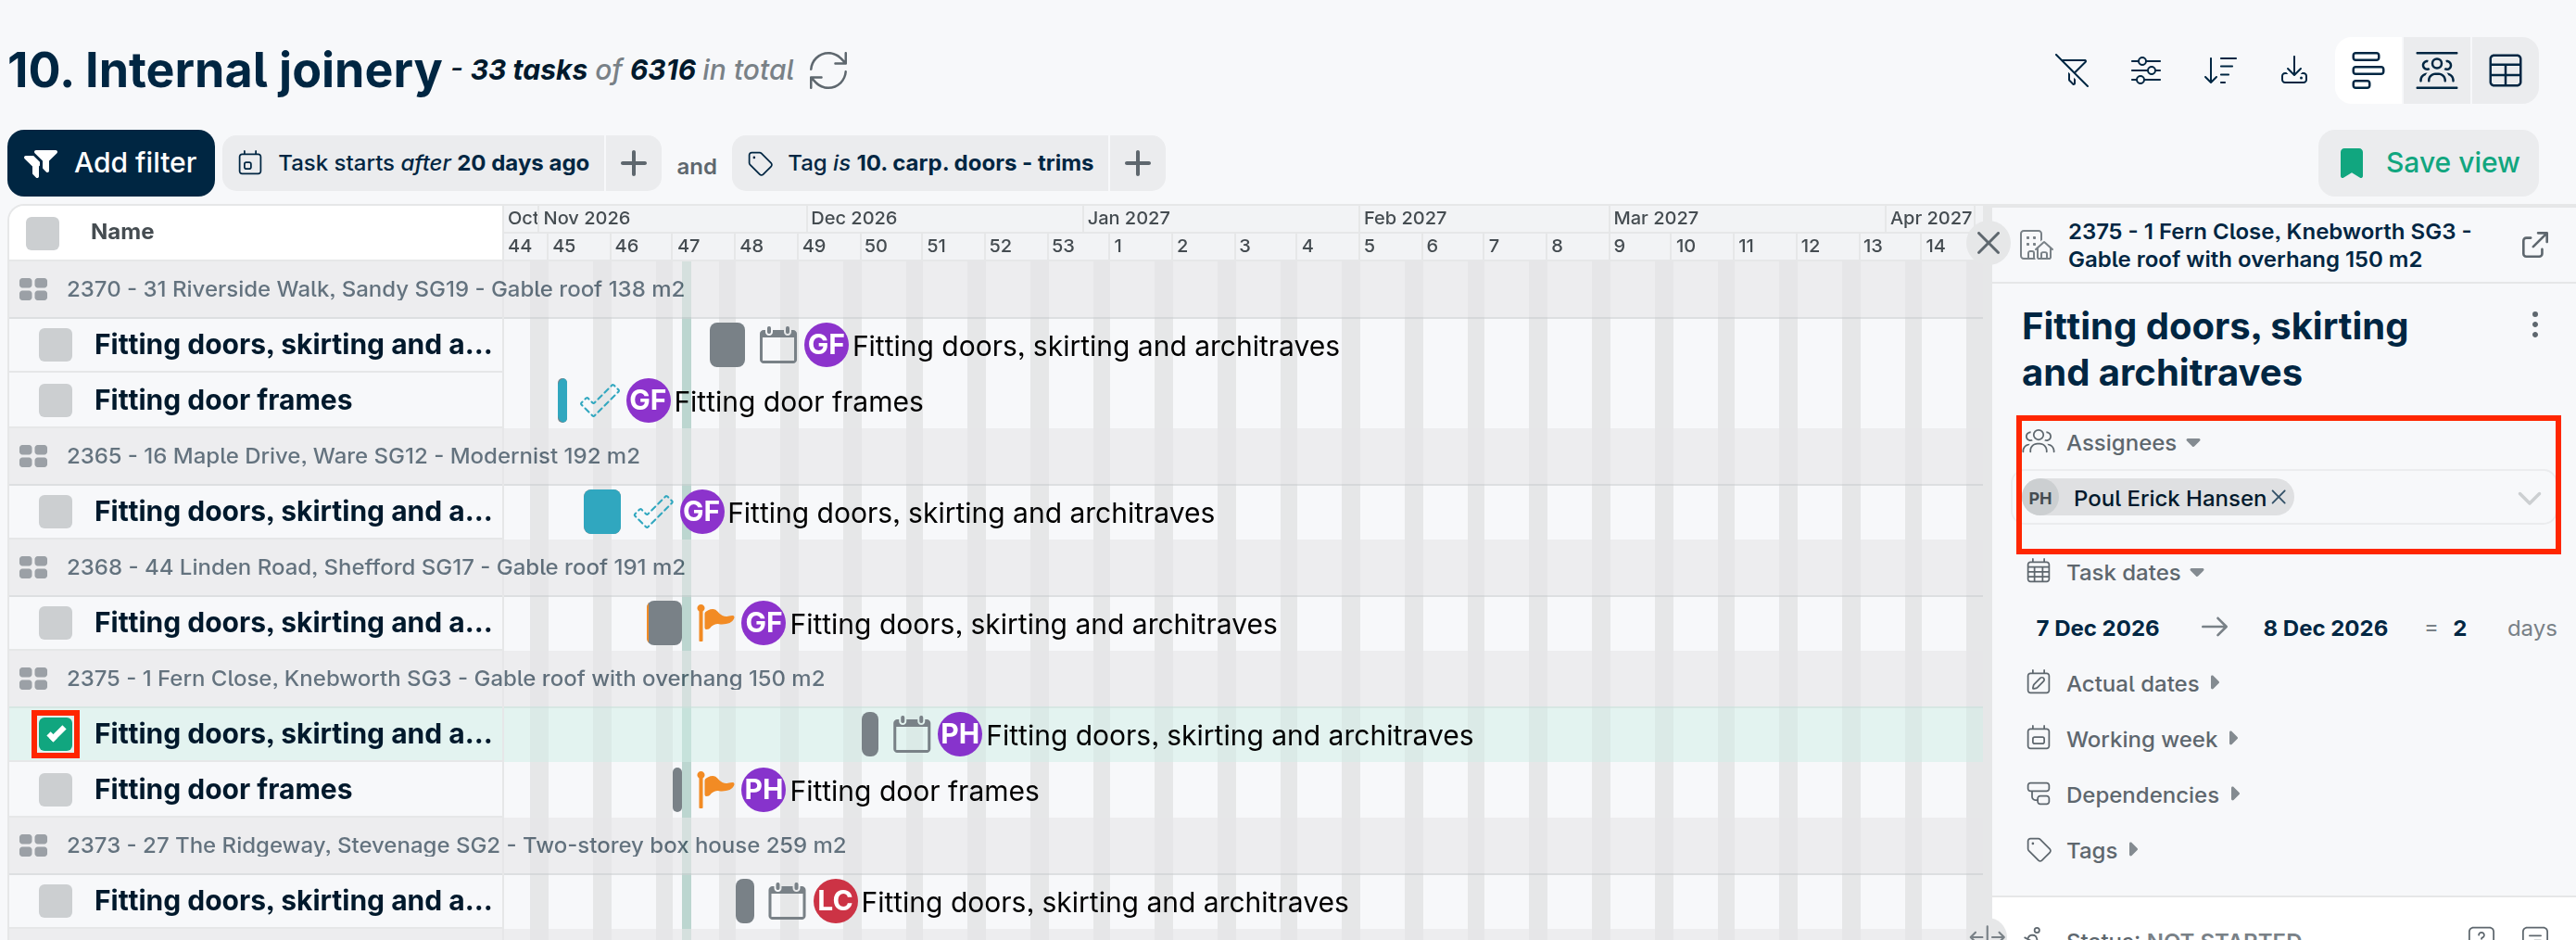 10. Internal joinery - 33 tasks of 6316 in total
Add filter
Task starts after 20 days ago
and
Tag is 10. carp. doors - trims
Save view
Name
Oct Nov 2026 Dec 2026 Jan 2027 Feb 2027 Mar 2027 Apr 2027
44 45 46 47 48 49 50 51 52 53 1 2 3 4 5 6 7 8 9 10 11 12 13 14
2370 - 31 Riverside Walk, Sandy SG19 - Gable roof 138 m2
Fitting doors, skirting and a... GF Fitting doors, skirting and architraves
Fitting door frames GF Fitting door frames
2365 - 16 Maple Drive, Ware SG12 - Modernist 192 m2
Fitting doors, skirting and a... GF Fitting doors, skirting and architraves
2368 - 44 Linden Road, Shefford SG17 - Gable roof 191 m2
Fitting doors, skirting and a... GF Fitting doors, skirting and architraves
2375 - 1 Fern Close, Knebworth SG3 - Gable roof with overhang 150 m2
Fitting doors, skirting and a... PH Fitting doors, skirting and architraves
Fitting door frames PH Fitting door frames
2373 - 27 The Ridgeway, Stevenage SG2 - Two-storey box house 259 m2
Fitting doors, skirting and a... LC Fitting doors, skirting and architraves
2375 - 1 Fern Close, Knebworth SG3 -
Gable roof with overhang 150 m2
Fitting doors, skirting
and architraves
Assignees
PH Poul Erick Hansen
Task dates
7 Dec 2026 → 8 Dec 2026 = 2 days
Actual dates
Working week
Dependencies
Tags
Status: NOT STARTED